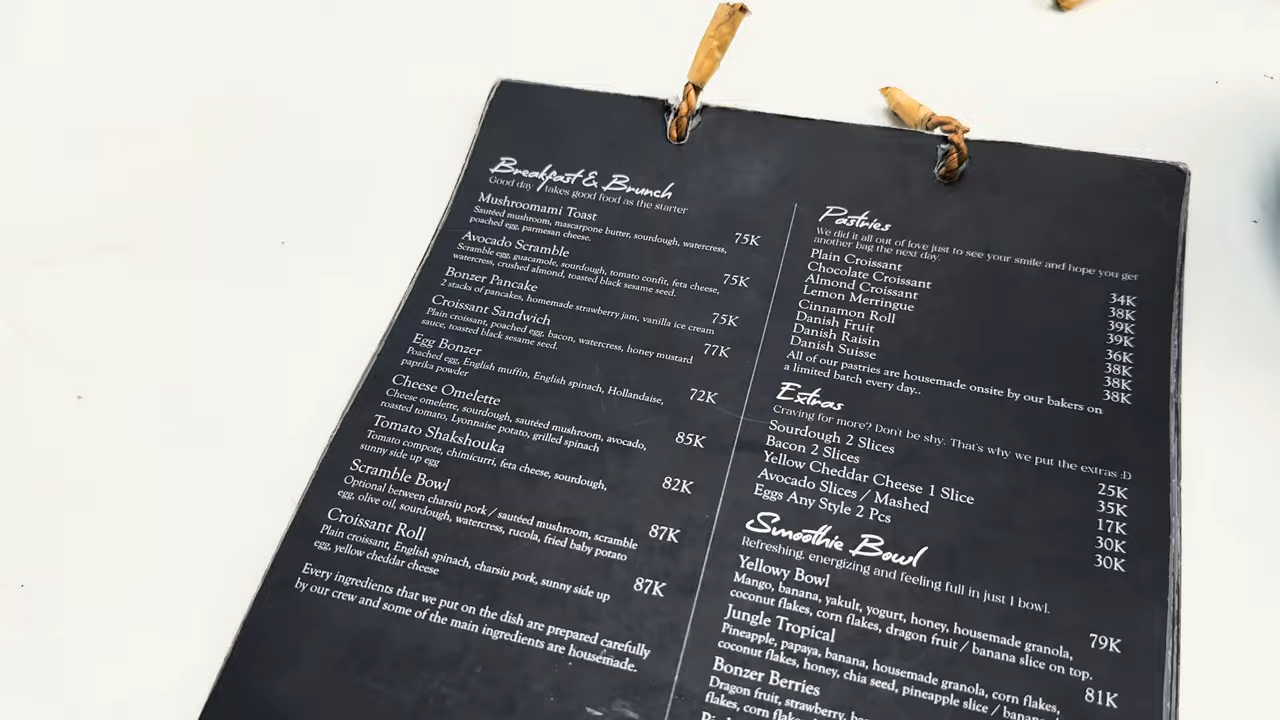 Breakfast & Brunch
Good day takes good food as the starter
Mushroomami Toast
Sautéed mushroom, mascarpone butter, sourdough, watercress,
poached egg, parmesan cheese.
75K
Avocado Scramble
Scramble egg, guacamole, sourdough, tomato confit, feta cheese,
watercress, crushed almond, toasted black sesame seed.
75K
Bonzer Pancake
2 stacks of pancakes, homemade strawberry jam, vanilla ice cream
75K
Croissant Sandwich
Plain croissant, poached egg, bacon, watercress, honey mustard
sauce, toasted black sesame seed.
77K
Egg Bonzer
Poached egg, English muffin, English spinach, Hollandaise,
paprika powder
72K
Cheese Omelette
Cheese omelette, sourdough, sautéed mushroom, avocado,
roasted tomato, Lyonnaise potato, grilled spinach
85K
Tomato Shakshouka
Tomato compote, chimicurri, feta cheese, sourdough,
sunny side up egg
82K
Scramble Bowl
Optional between charsiu pork / sautéed mushroom, scramble
egg, olive oil, sourdough, watercress, rucola, fried baby potato
87K
Croissant Roll
Plain croissant, English spinach, charsiu pork, sunny side up
egg, yellow cheddar cheese
87K
Every ingredients that we put on the dish are prepared carefully
by our crew and some of the main ingredients are housemade.
Pastries
We did it all out of love just to see your smile and hope you get
another bag the next day.
Plain Croissant 34K
Chocolate Croissant 38K
Almond Croissant 39K
Lemon Merringue 39K
Cinnamon Roll 36K
Danish Fruit 38K
Danish Raisin 38K
Danish Suisse 38K
All of our pastries are housemade onsite by our bakers on
a limited batch every day..
Extras
Craving for more? Don't be shy. That's why we put the extras :D
Sourdough 2 Slices 25K
Bacon 2 Slices 35K
Yellow Cheddar Cheese 1 Slice 17K
Avocado Slices / Mashed 30K
Eggs Any Style 2 Pcs 30K
Smoothie Bowl
Refreshing, energizing and feeling full in just 1 bowl.
Yellowy Bowl
Mango, banana, yakult, yogurt, honey, housemade granola,
coconut flakes, corn flakes, dragon fruit / banana slice on top.
79K
Jungle Tropical
Pineapple, papaya, banana, housemade granola, corn flakes,
coconut flakes, honey, chia seed, pineapple slice /
81K
Bonzer Berries
Dragon fruit, strawberry,
flakes, corn